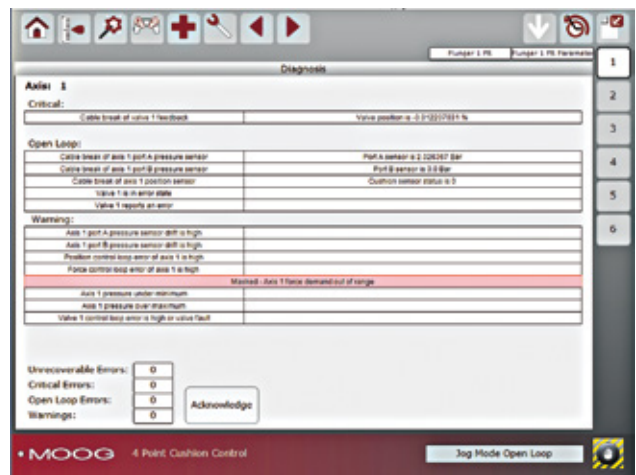 Plunger 1 FR Plunger 1 FR Paramete
Diagnosis
1
Axis: 1
2
Critical:
Cable break of valve 1 feedback Valve position is -0.012207031 %
3
Open Loop:
Cable break of axis 1 port A pressure sensor Port A sensor is 2.026367 Bar
4
Cable break of axis 1 port B pressure sensor Port B sensor is 0.0 Bar
Cable break of axis 1 position sensor Cushion sensor status is 0
Valve 1 is in error state
5
Valve 1 reports an error
Warning:
Axis 1 port A pressure sensor drift is high
6
Axis 1 port B pressure sensor drift is high
Position control loop error of axis 1 is high
Force control loop error of axis 1 is high
Masked - Axis 1 force demand out of range
Axis 1 pressure under minimum
Axis 1 pressure over maximum
Valve 1 control loop error is high or valve fault
Unrecoverable Errors: 0
Critical Errors: 0
Open Loop Errors: 0
Acknowledge
Warnings: 0
MOOG 4 Point Cushion Control Jog Mode Open Loop